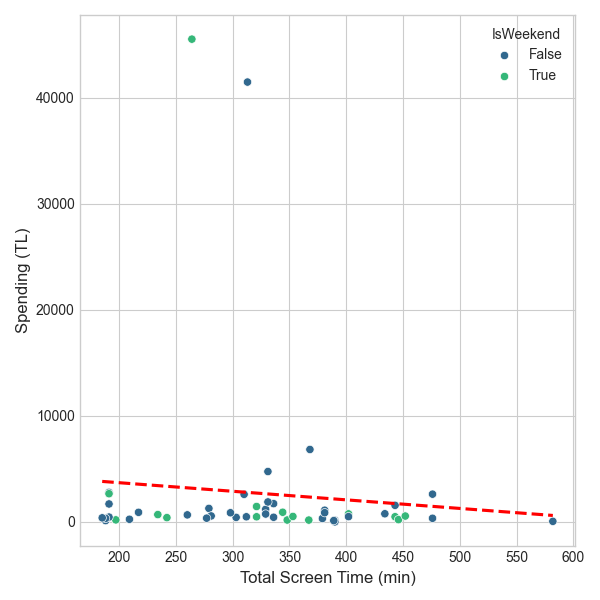 IsWeekend
False
True
40000
30000
20000
10000
0
Spending (TL)
200 250 300 350 400 450 500 550 600
Total Screen Time (min)